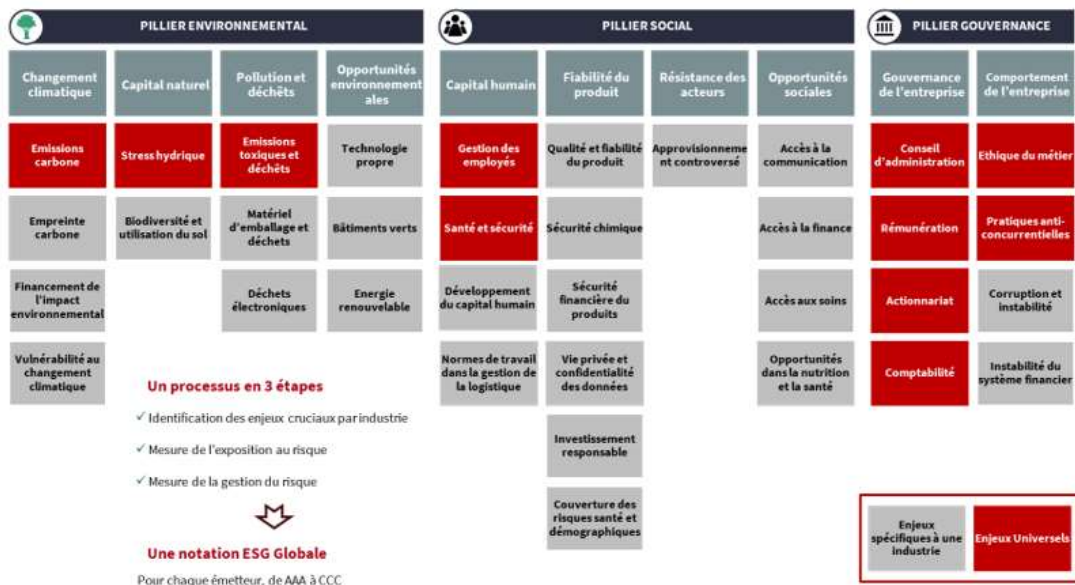 PILLIER ENVIRONNEMENTAL
Changement
climatique
Capital naturel
Pollution et
déchêts
Opportunités
environnement
ales
Emissions
carbone
Stress hydrique
Emissions
toxiques et
déchêts
Technologie
propre
Empreinte
carbone
Biodiversité et
utilisation du sol
Matériel
d'emballage et
déchets
Bâtiments verts
Financement de
l'impact
environnemental
Déchets
électroniques
Energie
renouvelable
Vulnérabilité au
changement
climatique
PILLIER SOCIAL
Capital humain
Fiabilité du
produit
Résistance des
acteurs
Opportunités
sociales
Gestion des
employés
Qualité et fiabilité
du produit
Approvisionneme
nt controversé
Accès à la
communication
Santé et sécurité
Sécurité chimique
Accès à la finance
Développement
du capital humain
Sécurité
financière du
produits
Accès aux soins
Normes de travail
dans la gestion de
la logistique
Vie privée et
confidentialité
des données
Opportunités
dans la nutrition
et la santé
Investissement
responsable
Couverture des
risques santé et
démographiques
PILLIER GOUVERNANCE
Gouvernance
de l'entreprise
Comportement
de l'entreprise
Conseil
d'administration
Ethique du métier
Rémunération
Pratiques anti-
concurrentielles
Actionnariat
Corruption et
instabilité
Comptabilité
Instabilité du
système financier
Un processus en 3 étapes
✓ Identification des enjeux cruciaux par industrie
✓ Mesure de l'exposition au risque
✓ Mesure de la gestion du risque
Une notation ESG Globale
Pour chaque émetteur, de AAA à CCC
Enjeux
spécifiques à une
industrie
Enjeux Universels